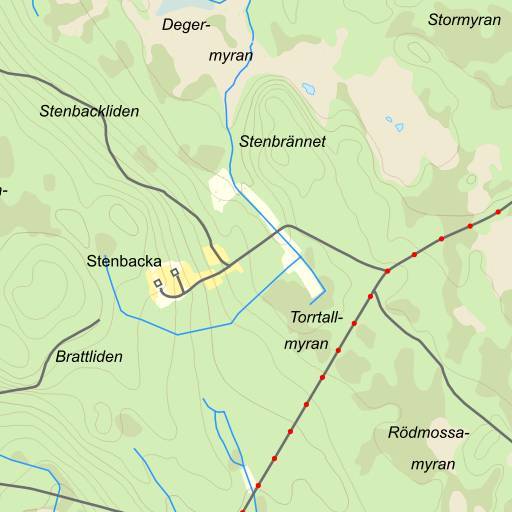 Deger-
myran
Stormyran
Stenbackliden
Stenbrännet
Stenbacka
Torrtall-
myran
Brattliden
Rödmossa-
myran